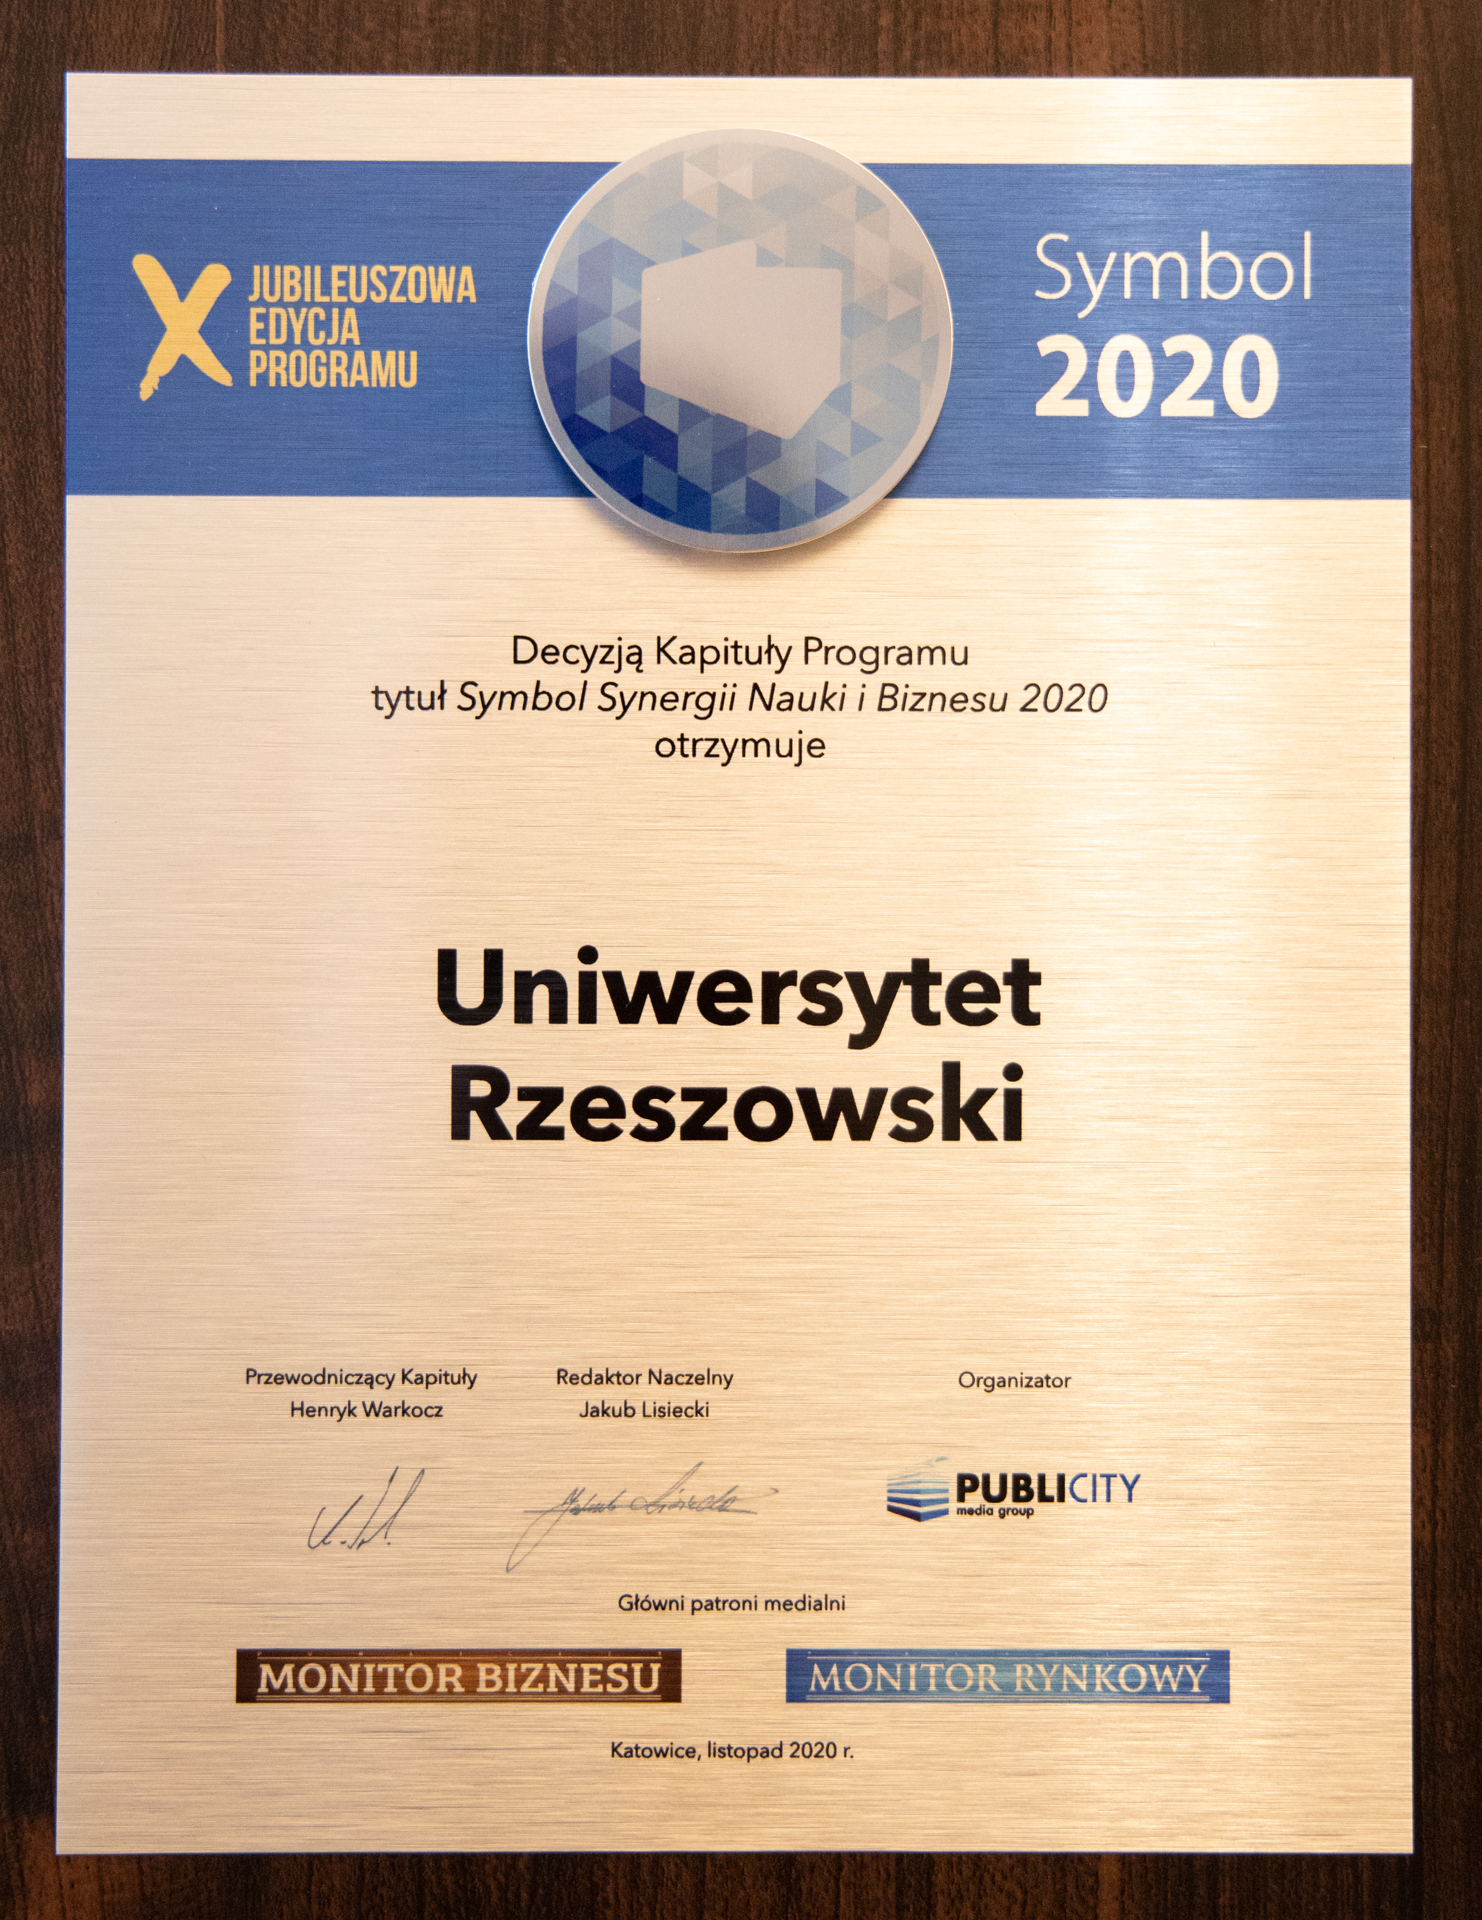 X JUBILEUSZOWA
EDYCJA
PROGRAMU
Symbol
2020
Decyzją Kapituły Programu
tytuł Symbol Synergii Nauki i Biznesu 2020
otrzymuje
Uniwersytet
Rzeszowski
Przewodniczący Kapituły
Henryk Warkocz
Redaktor Naczelny
Jakub Lisiecki
Organizator
PUBLICITY
media group
Główni patroni medialni
MONITOR BIZNESU
MONITOR RYNKOWY
Katowice, listopad 2020 r.